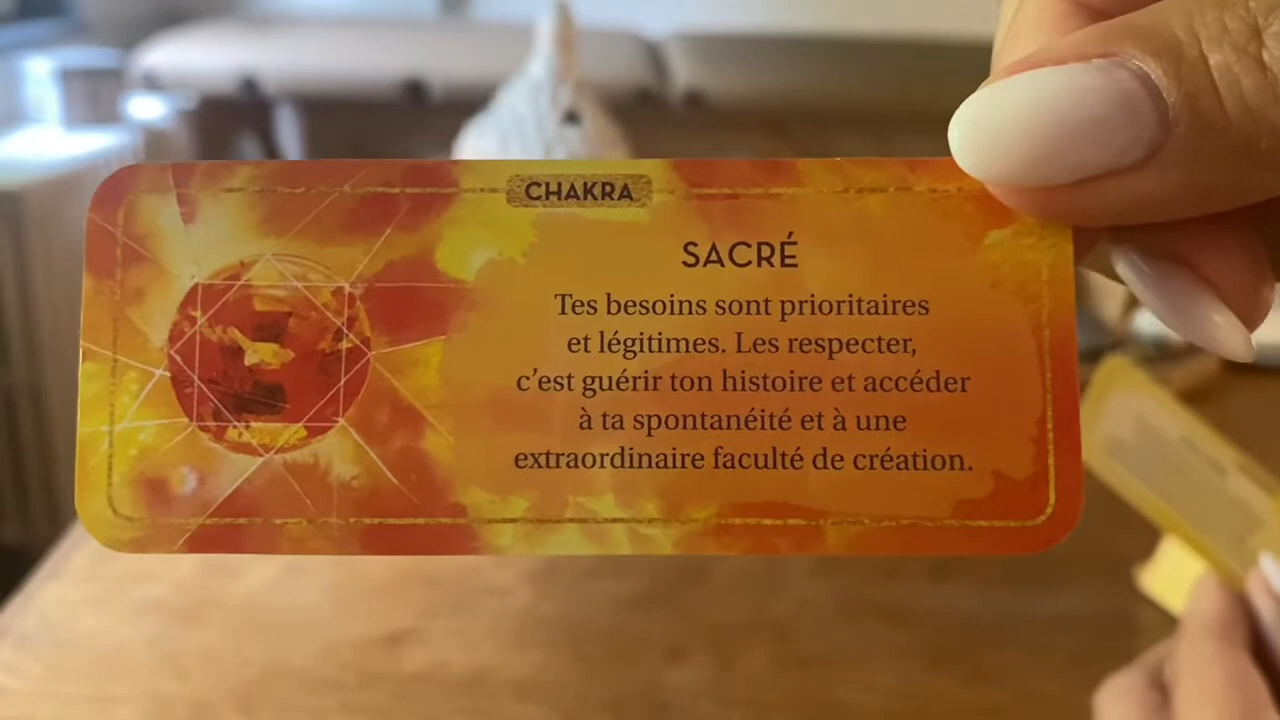 CHAKRA
SACRÉ
Tes besoins sont prioritaires
et légitimes. Les respecter,
c’est guérir ton histoire et accéder
à ta spontanéité et à une
extraordinaire faculté de création.